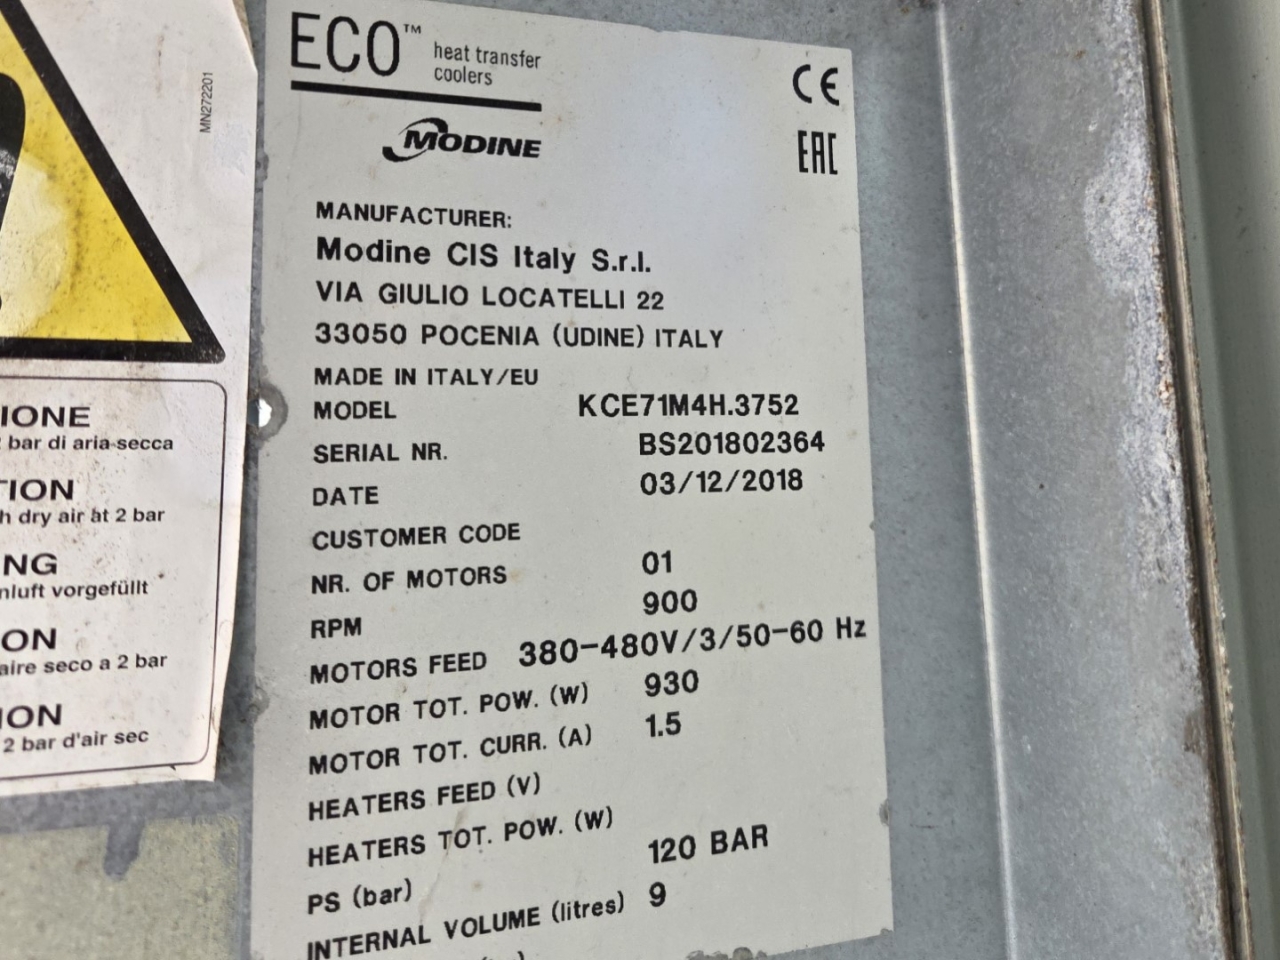 ECO™ heat transfer
coolers
MODINE
CE
EAC
MANUFACTURER:
Modine CIS Italy S.r.l.
VIA GIULIO LOCATELLI 22
33050 POCENIA (UDINE) ITALY
MADE IN ITALY/EU
MODEL KCE71M4H.3752
SERIAL NR. BS201802364
DATE 03/12/2018
CUSTOMER CODE
NR. OF MOTORS 01
RPM 900
MOTORS FEED 380-480V/3/50-60 Hz
MOTOR TOT. POW. (W) 930
MOTOR TOT. CURR. (A) 1.5
HEATERS FEED (V)
HEATERS TOT. POW. (W)
PS (bar) 120 BAR
INTERNAL VOLUME (litres) 9
MN272201
IONE
2 bar di aria secca
TION
h dry air at 2 bar
NG
nluft vorgefüllt
ON
aire seco a 2 bar
ION
2 bar d'air sec